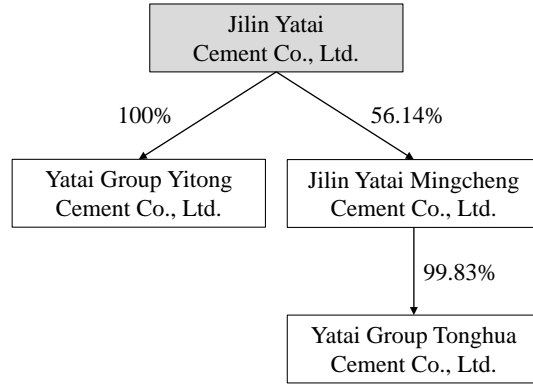 Jilin Yatai
Cement Co., Ltd.
100%
56.14%
Yatai Group Yitong
Cement Co., Ltd.
Jilin Yatai Mingcheng
Cement Co., Ltd.
99.83%
Yatai Group Tonghua
Cement Co., Ltd.